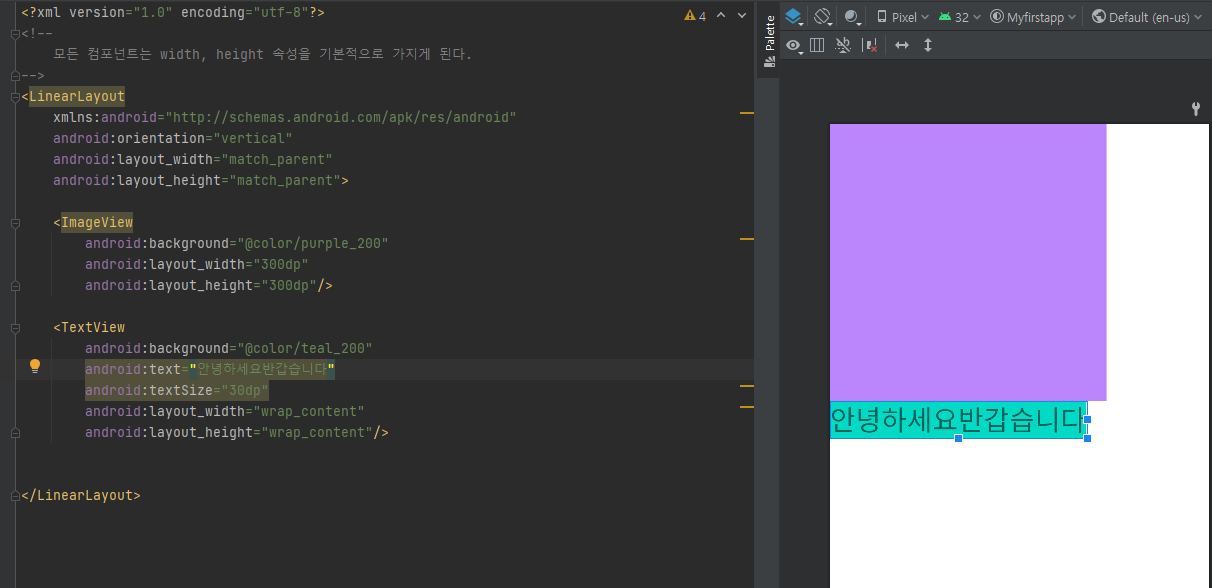 <?xml version="1.0" encoding="utf-8"?>
<!--
모든 컴포넌트는 width, height 속성을 기본적으로 가지게 된다.
-->
<LinearLayout
xmlns:android="http://schemas.android.com/apk/res/android"
android:orientation="vertical"
android:layout_width="match_parent"
android:layout_height="match_parent">
<ImageView
android:background="@color/purple_200"
android:layout_width="300dp"
android:layout_height="300dp"/>
<TextView
android:background="@color/teal_200"
android:text="안녕하세요반갑습니다"
android:textSize="30dp"
android:layout_width="wrap_content"
android:layout_height="wrap_content"/>
</LinearLayout>
4
Palette
Pixel
32
Myfirstapp
Default (en-us)
안녕하세요반갑습니다